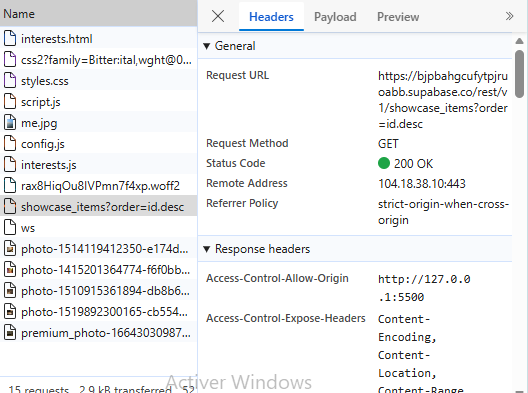 Name
interests.html
css2?family=Bitter:ital,wght@0...
styles.css
script.js
me.jpg
config.js
interests.js
rax8HiqOu8IVPmn7f4xp.woff2
showcase_items?order=id.desc
ws
photo-1514119412350-e174d...
photo-1415201364774-f6f0bb...
photo-1510915361894-db8b6...
photo-1519892300165-cb554...
premium_photo-16643030987...
15 requests 2.9 kB transferred 52
Headers Payload Preview
General
Request URL https://bjpbahgcufytpjru
oabb.supabase.co/rest/v
1/showcase_items?order
=id.desc
Request Method GET
Status Code 200 OK
Remote Address 104.18.38.10:443
Referrer Policy strict-origin-when-cross-
origin
Response headers
Access-Control-Allow-Origin http://127.0.0
.1:5500
Access-Control-Expose-Headers Content-
Encoding,
Content-
Location,
Content-Range
Activer Windows